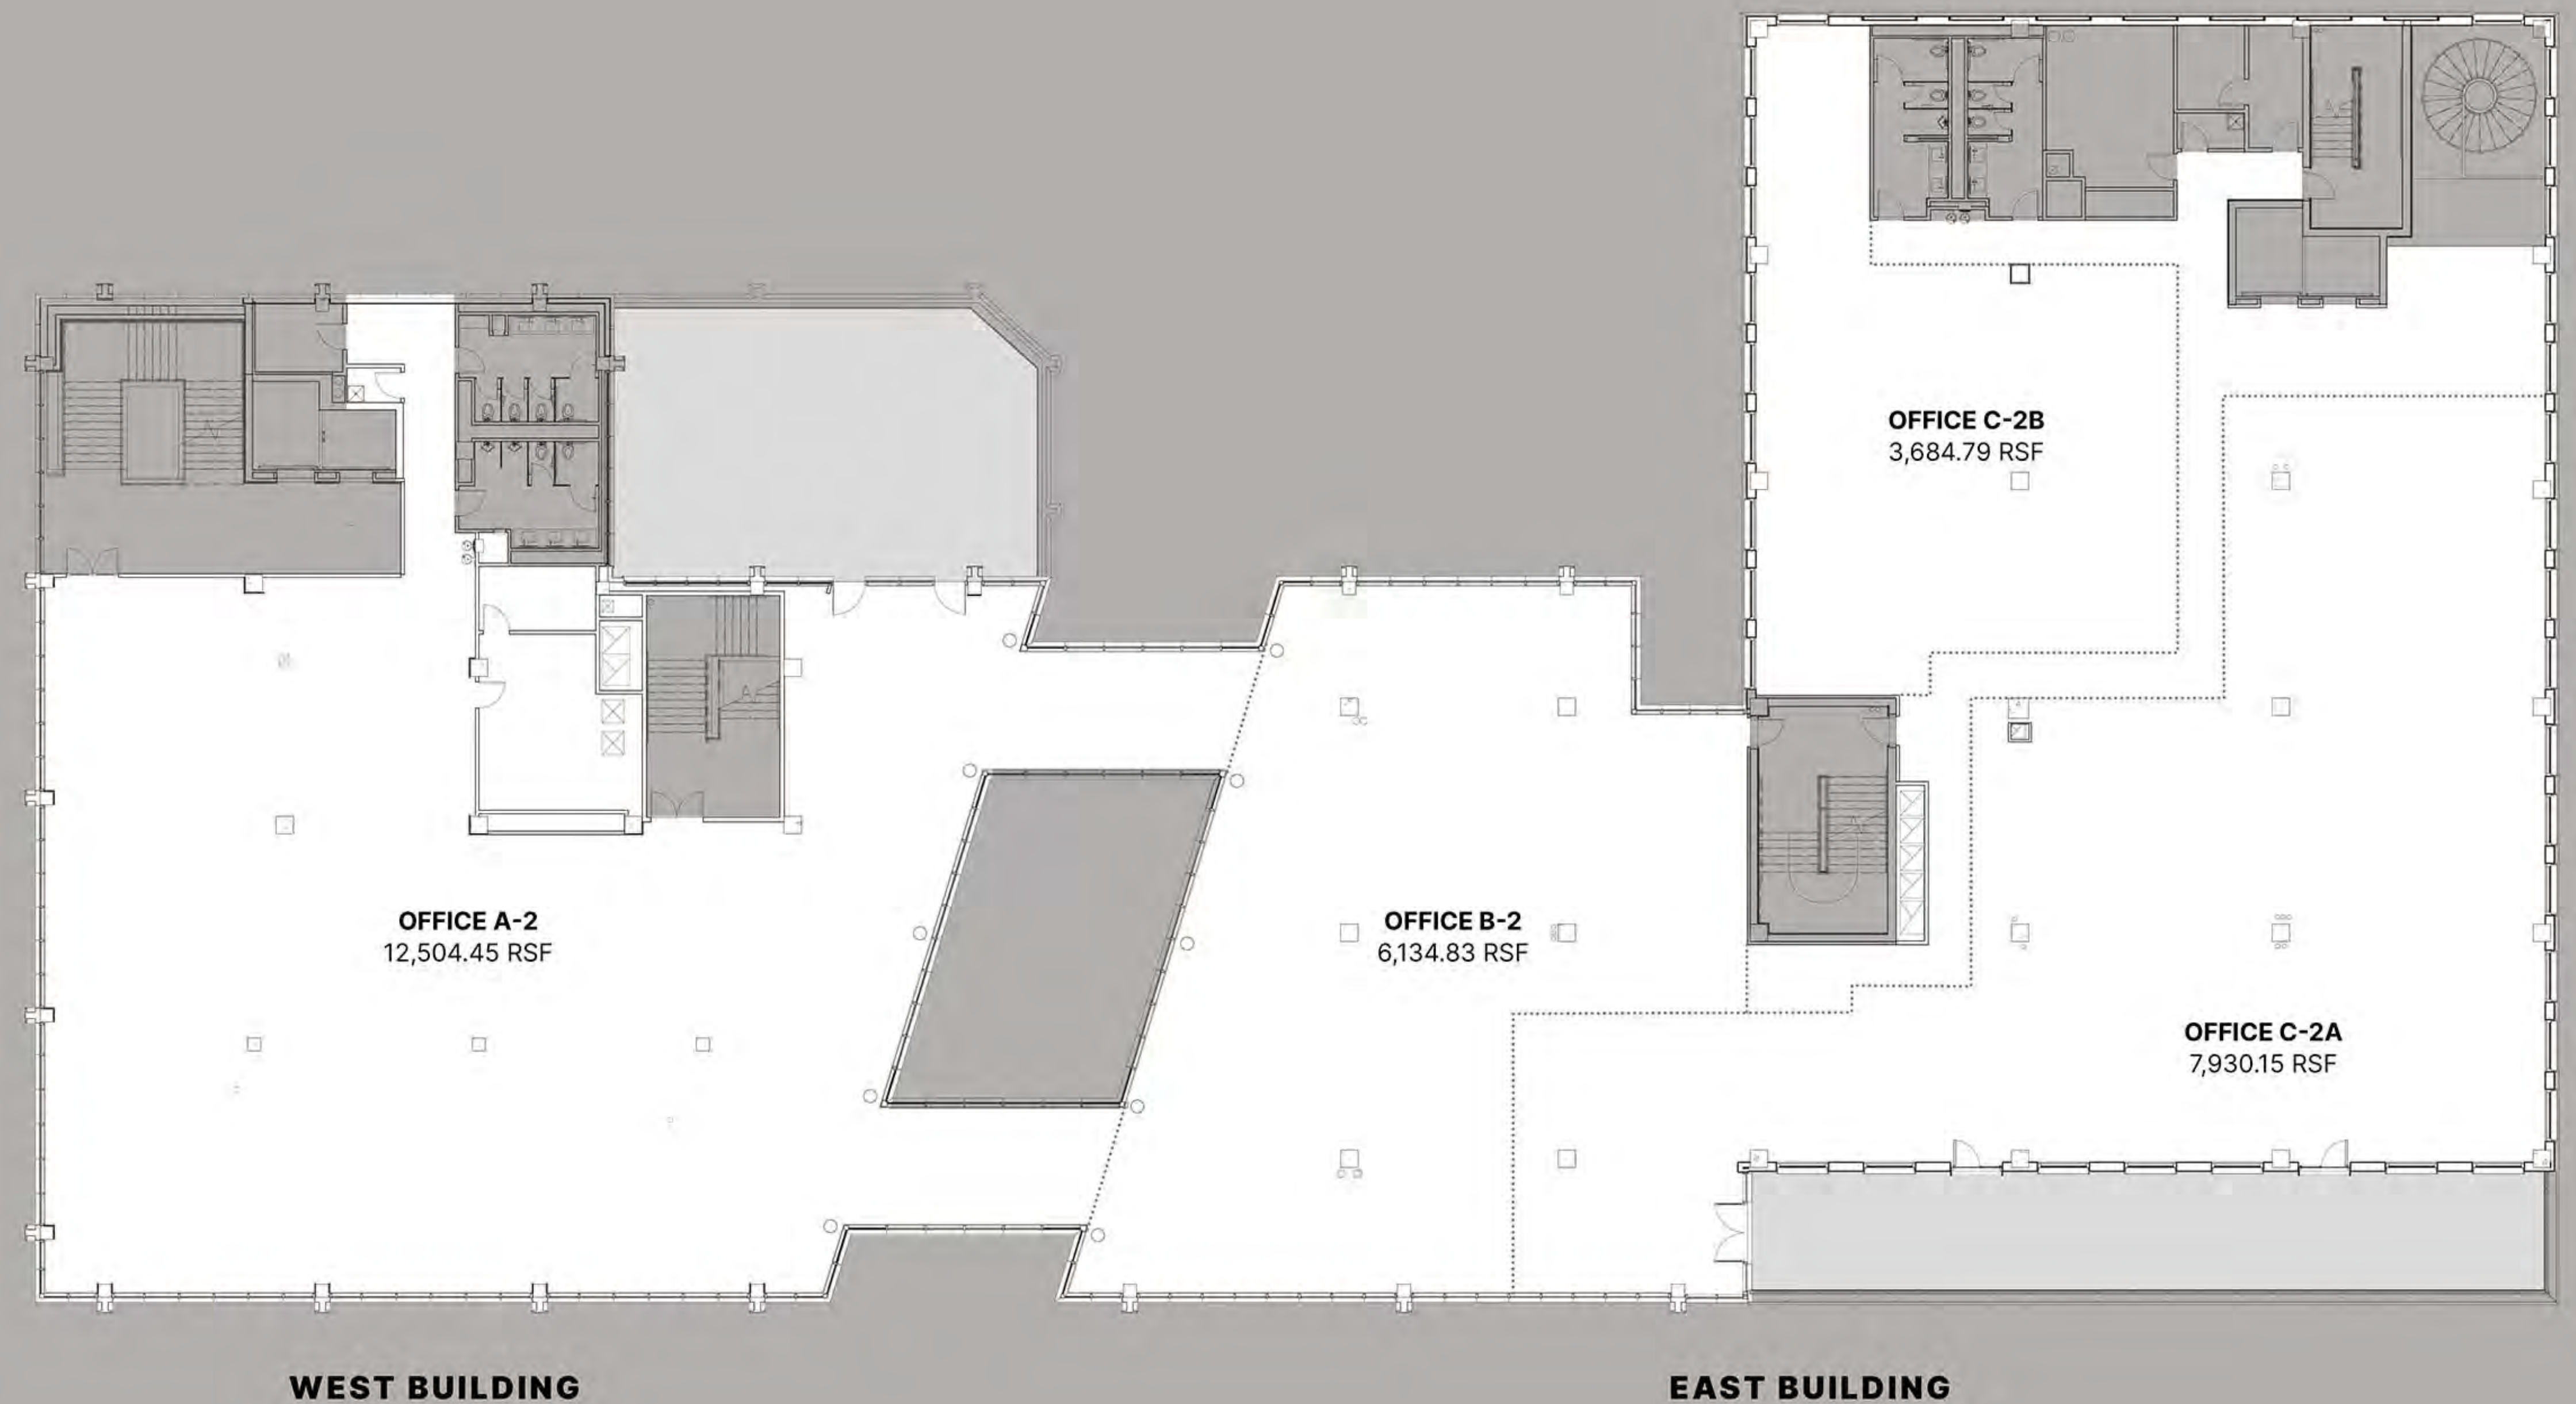 OFFICE C-2B
3,684.79 RSF
OFFICE A-2
12,504.45 RSF
OFFICE B-2
6,134.83 RSF
OFFICE C-2A
7,930.15 RSF
WEST BUILDING
EAST BUILDING